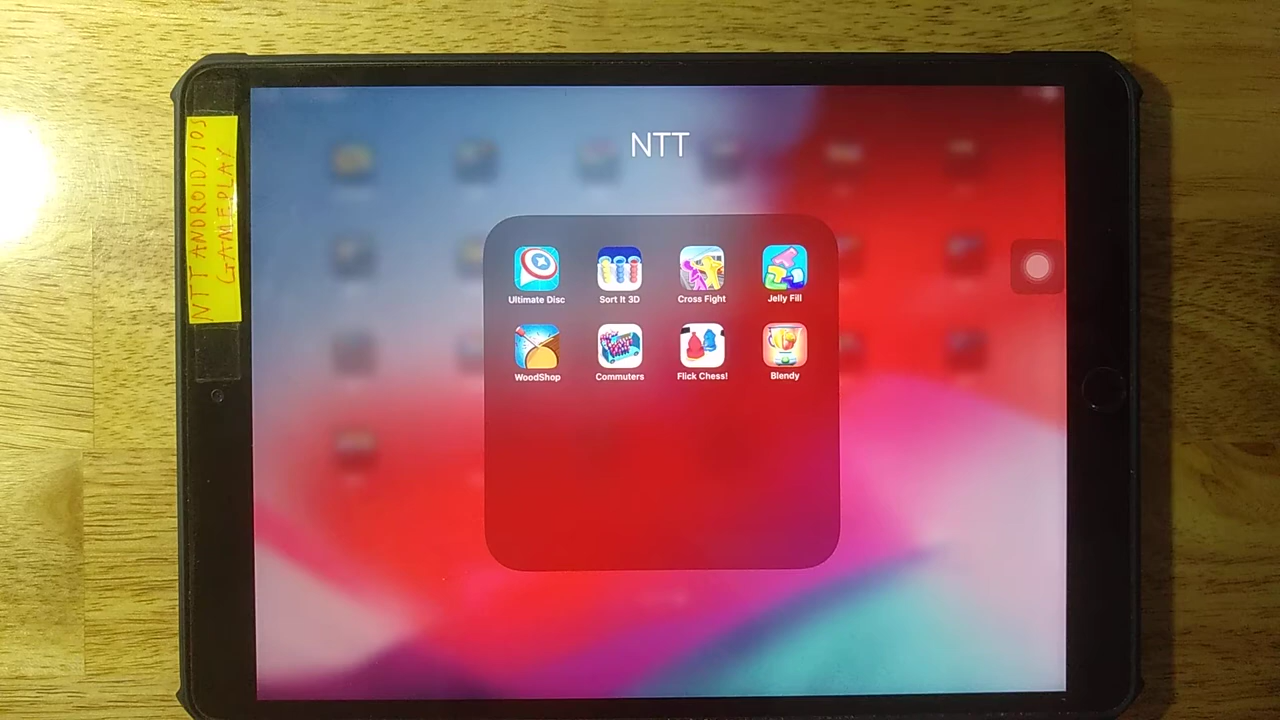 NTT ANDROID/IOS
GAMEPLAY
NTT
Ultimate Disc
Sort It 3D
Cross Fight
Jelly Fill
WoodShop
Commuters
Flick Chess!
Blendy